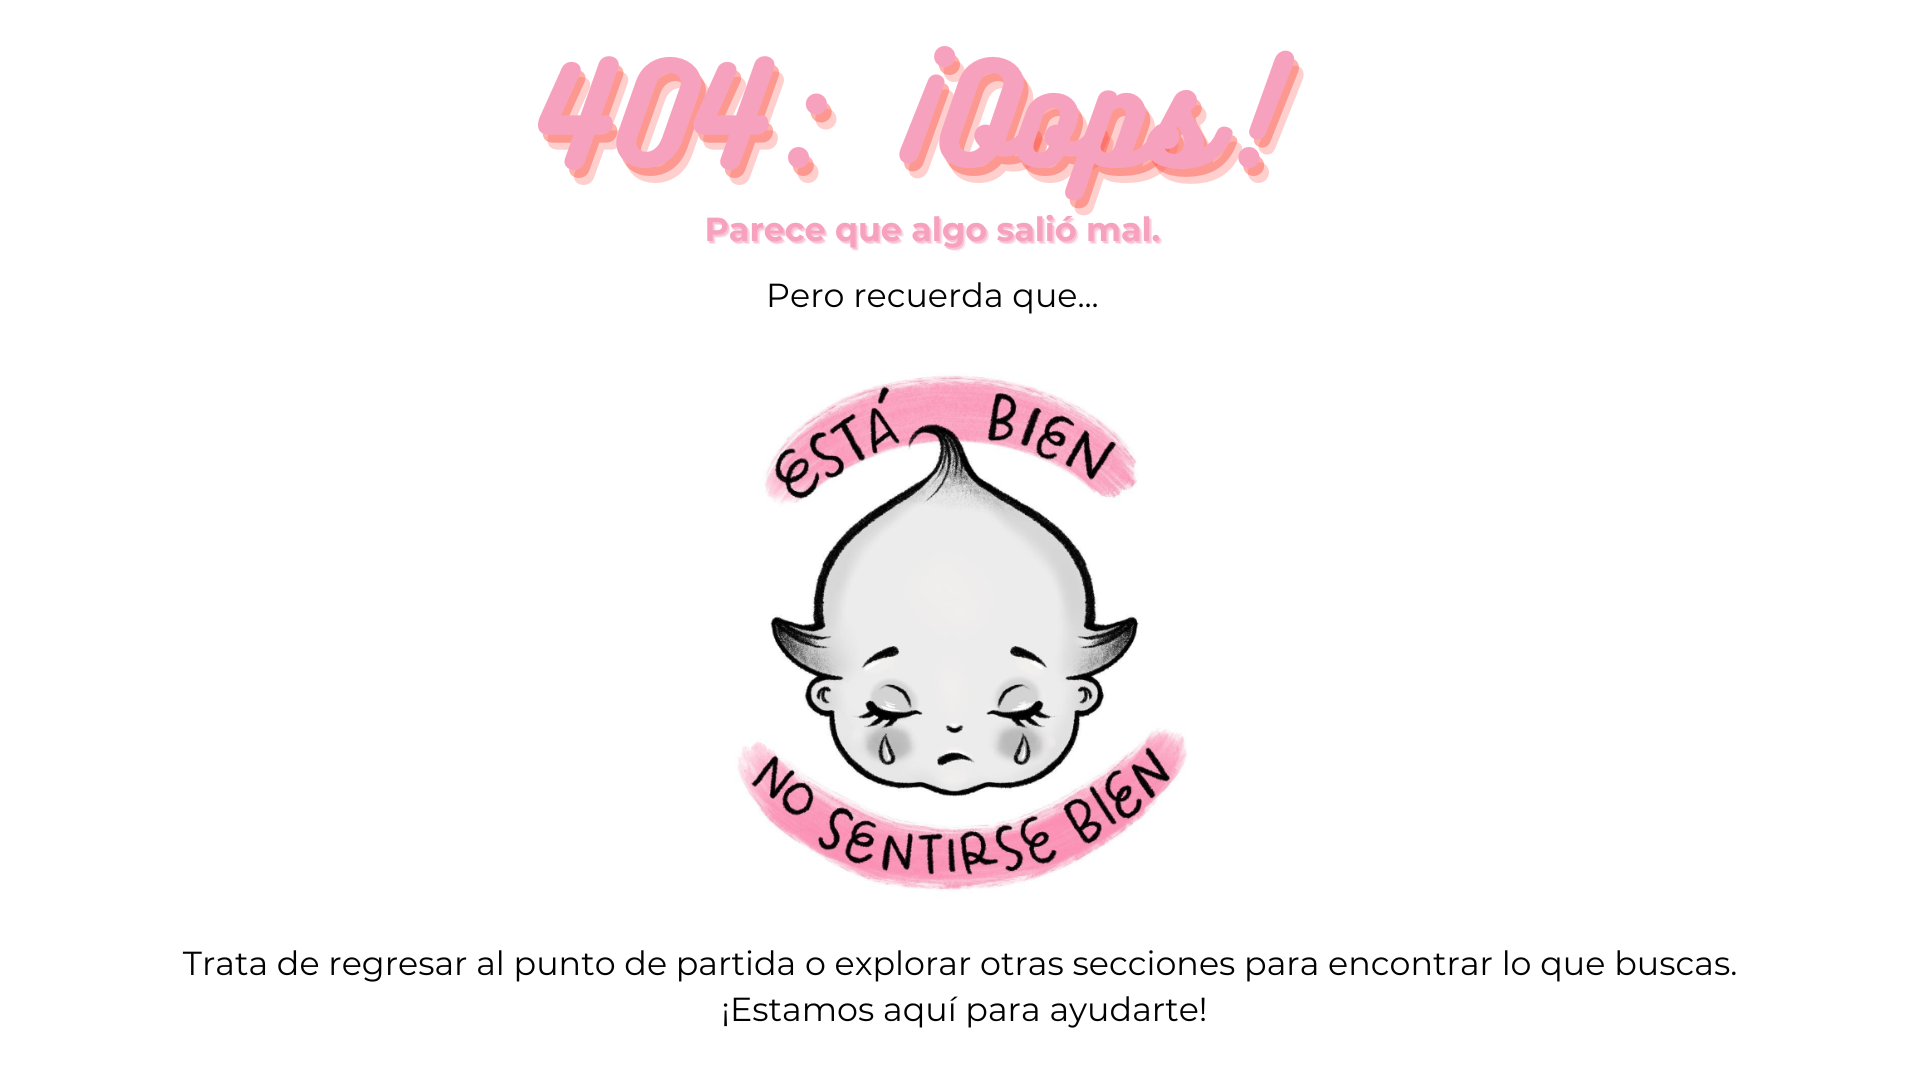 404: ¡Oops!
Parece que algo salió mal.
Pero recuerda que...
ESTÁ BIEN
NO SENTIRSE BIEN
Trata de regresar al punto de partida o explorar otras secciones para encontrar lo que buscas.
¡Estamos aquí para ayudarte!